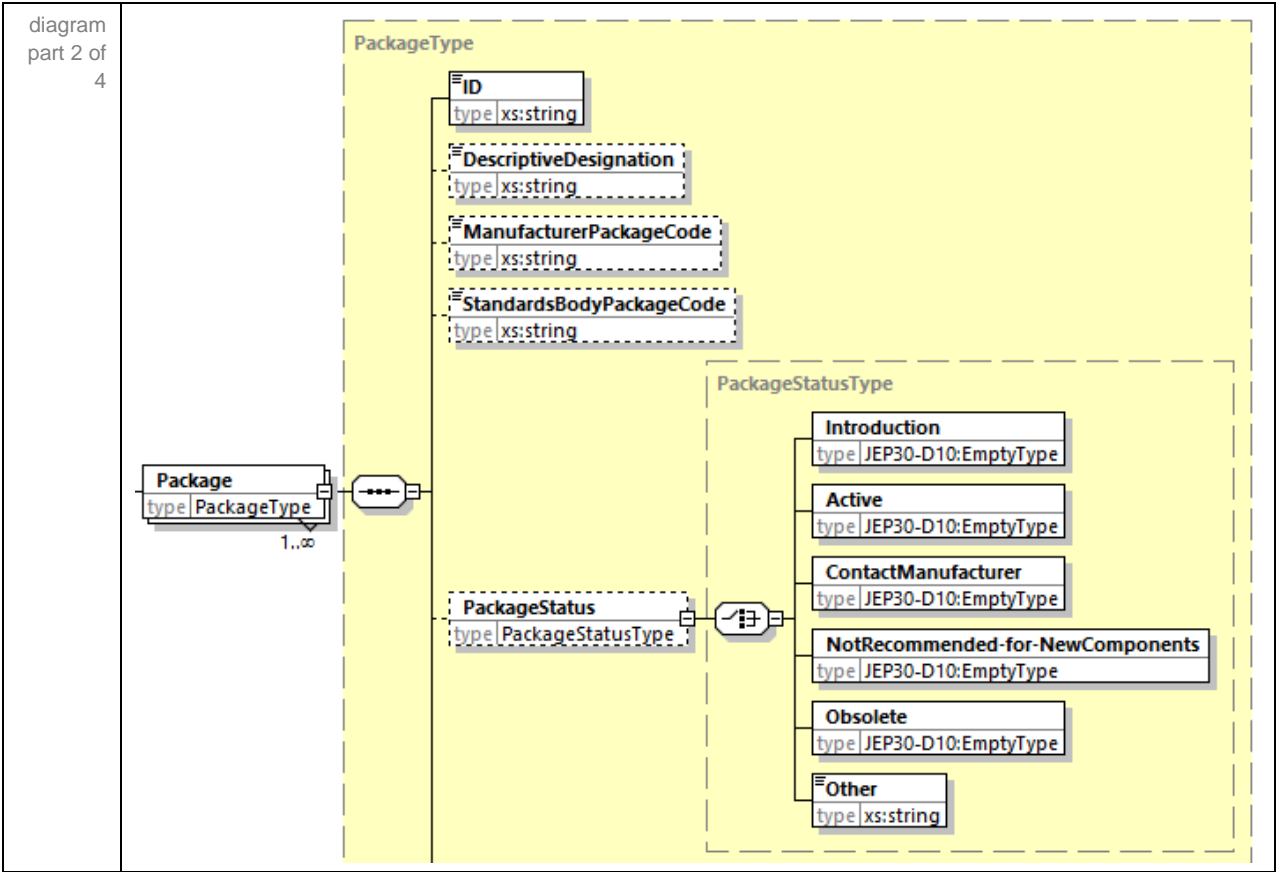 diagram
part 2 of
4
PackageType
ID
type xs:string
DescriptiveDesignation
type xs:string
ManufacturerPackageCode
type xs:string
StandardsBodyPackageCode
type xs:string
PackageStatusType
Introduction
type JEP30-D10:EmptyType
Active
type JEP30-D10:EmptyType
Package
type PackageType
1..∞
ContactManufacturer
type JEP30-D10:EmptyType
PackageStatus
type PackageStatusType
NotRecommended-for-NewComponents
type JEP30-D10:EmptyType
Obsolete
type JEP30-D10:EmptyType
Other
type xs:string